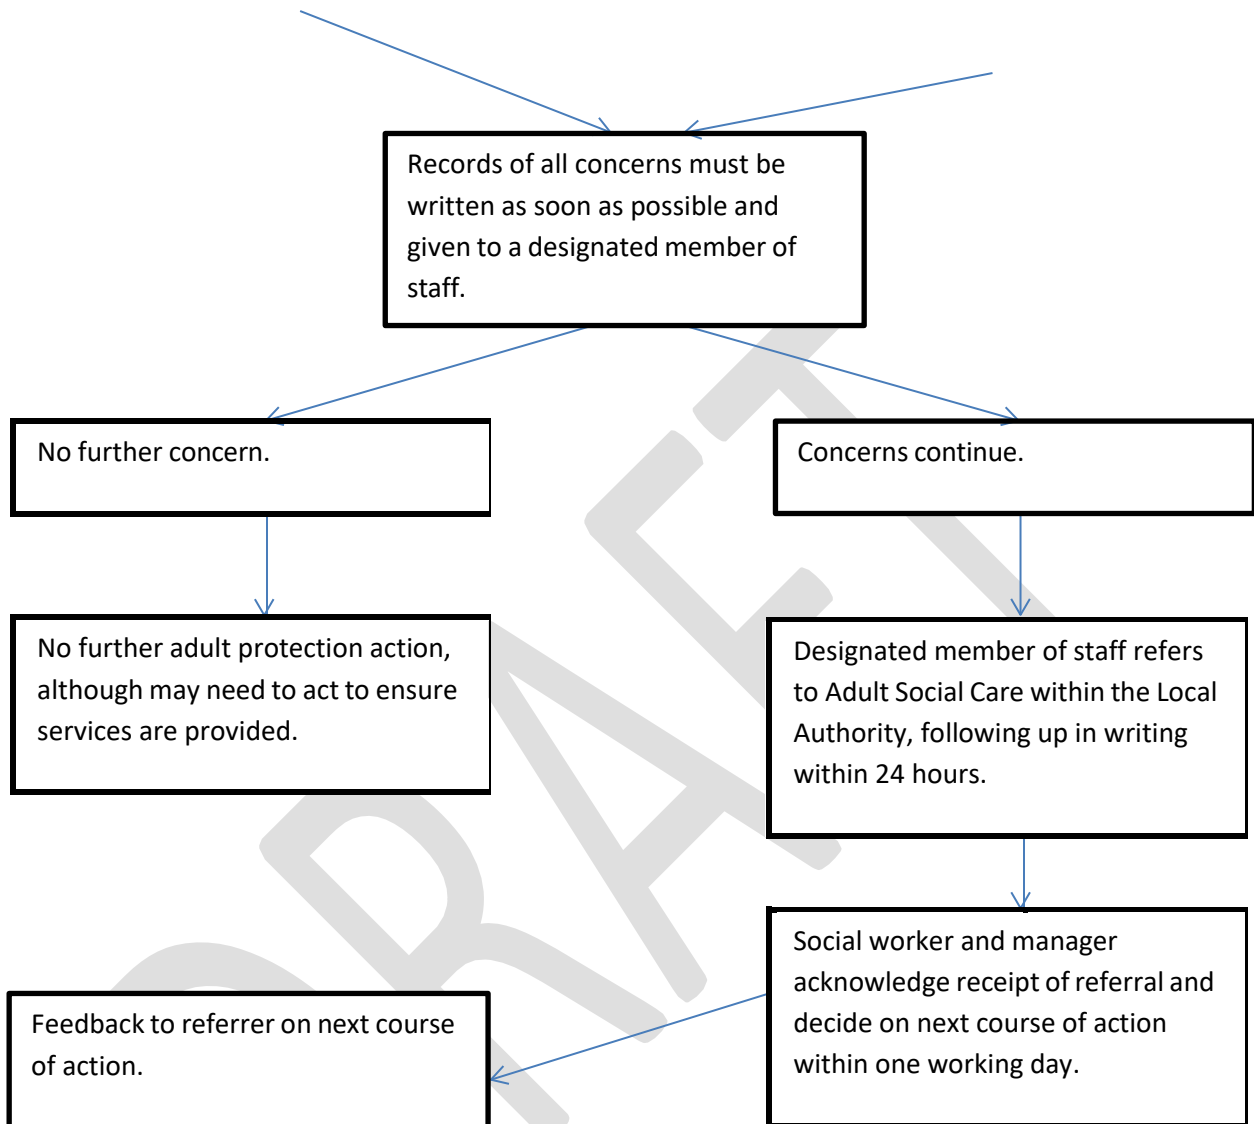 Records of all concerns must be
written as soon as possible and
given to a designated member of
staff.
No further concern.
Concerns continue.
No further adult protection action,
although may need to act to ensure
services are provided.
Designated member of staff refers
to Adult Social Care within the Local
Authority, following up in writing
within 24 hours.
Social worker and manager
acknowledge receipt of referral and
decide on next course of action
within one working day.
Feedback to referrer on next course
of action.
DRAFT